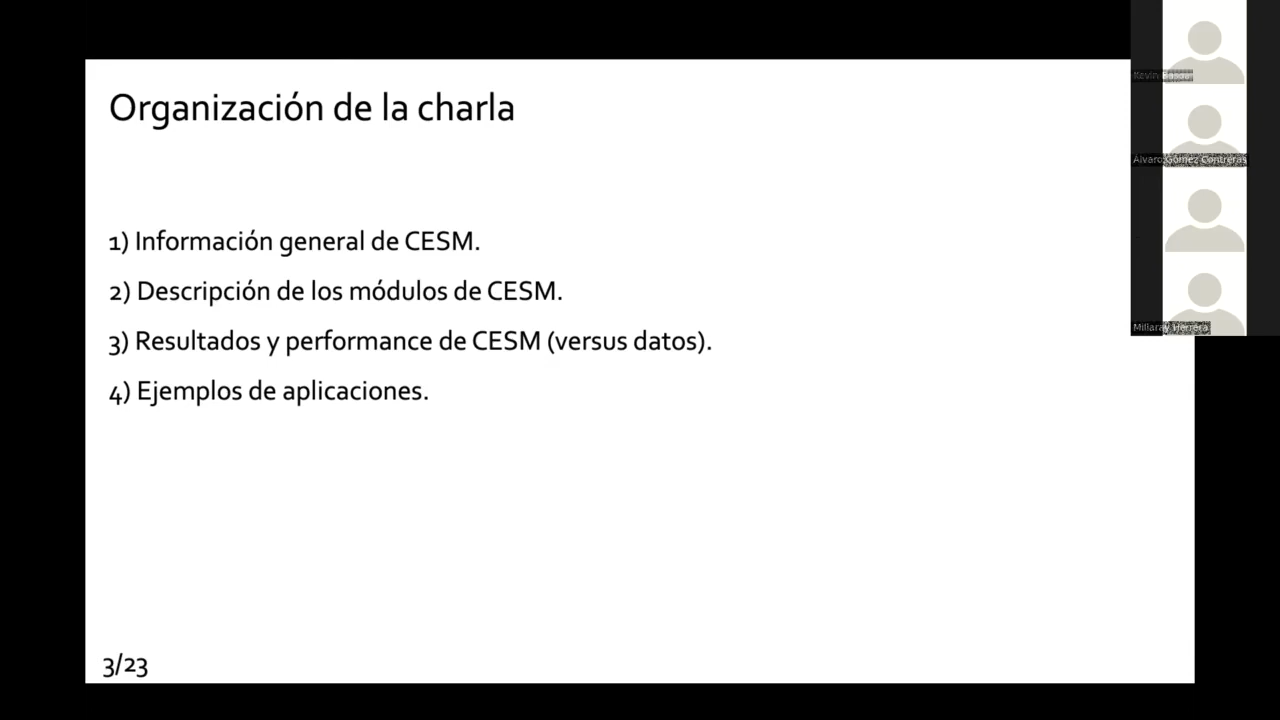 Organización de la charla
1) Información general de CESM.
2) Descripción de los módulos de CESM.
3) Resultados y performance de CESM (versus datos).
4) Ejemplos de aplicaciones.
3/23
Kevin
Alvaro Gómez Contreras
Millaray Herrera